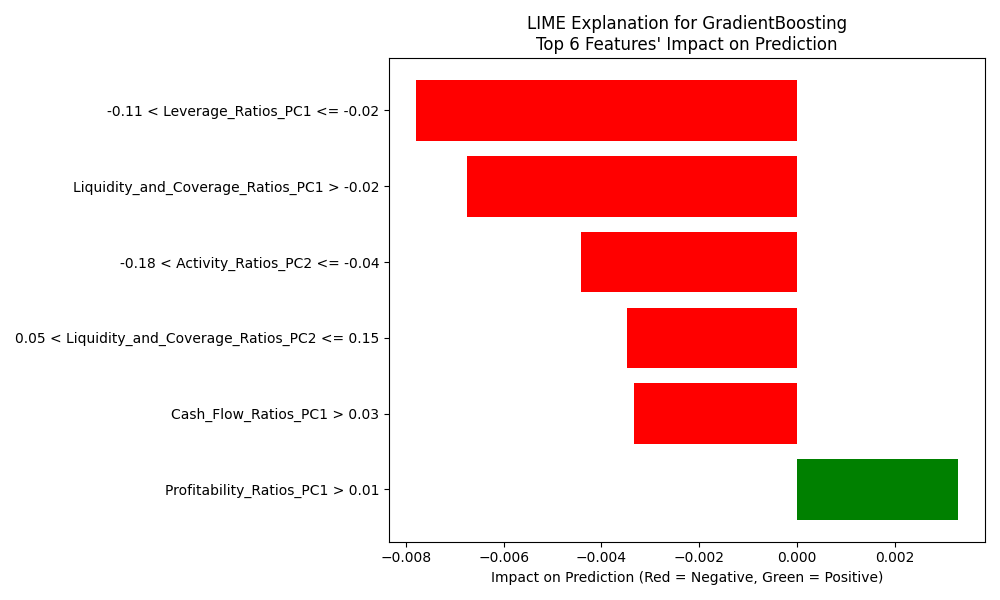 LIME Explanation for GradientBoosting
Top 6 Features' Impact on Prediction
-0.11 < Leverage_Ratios_PC1 <= -0.02
Liquidity_and_Coverage_Ratios_PC1 > -0.02
-0.18 < Activity_Ratios_PC2 <= -0.04
0.05 < Liquidity_and_Coverage_Ratios_PC2 <= 0.15
Cash_Flow_Ratios_PC1 > 0.03
Profitability_Ratios_PC1 > 0.01
−0.008 −0.006 −0.004 −0.002 0.000 0.002
Impact on Prediction (Red = Negative, Green = Positive)